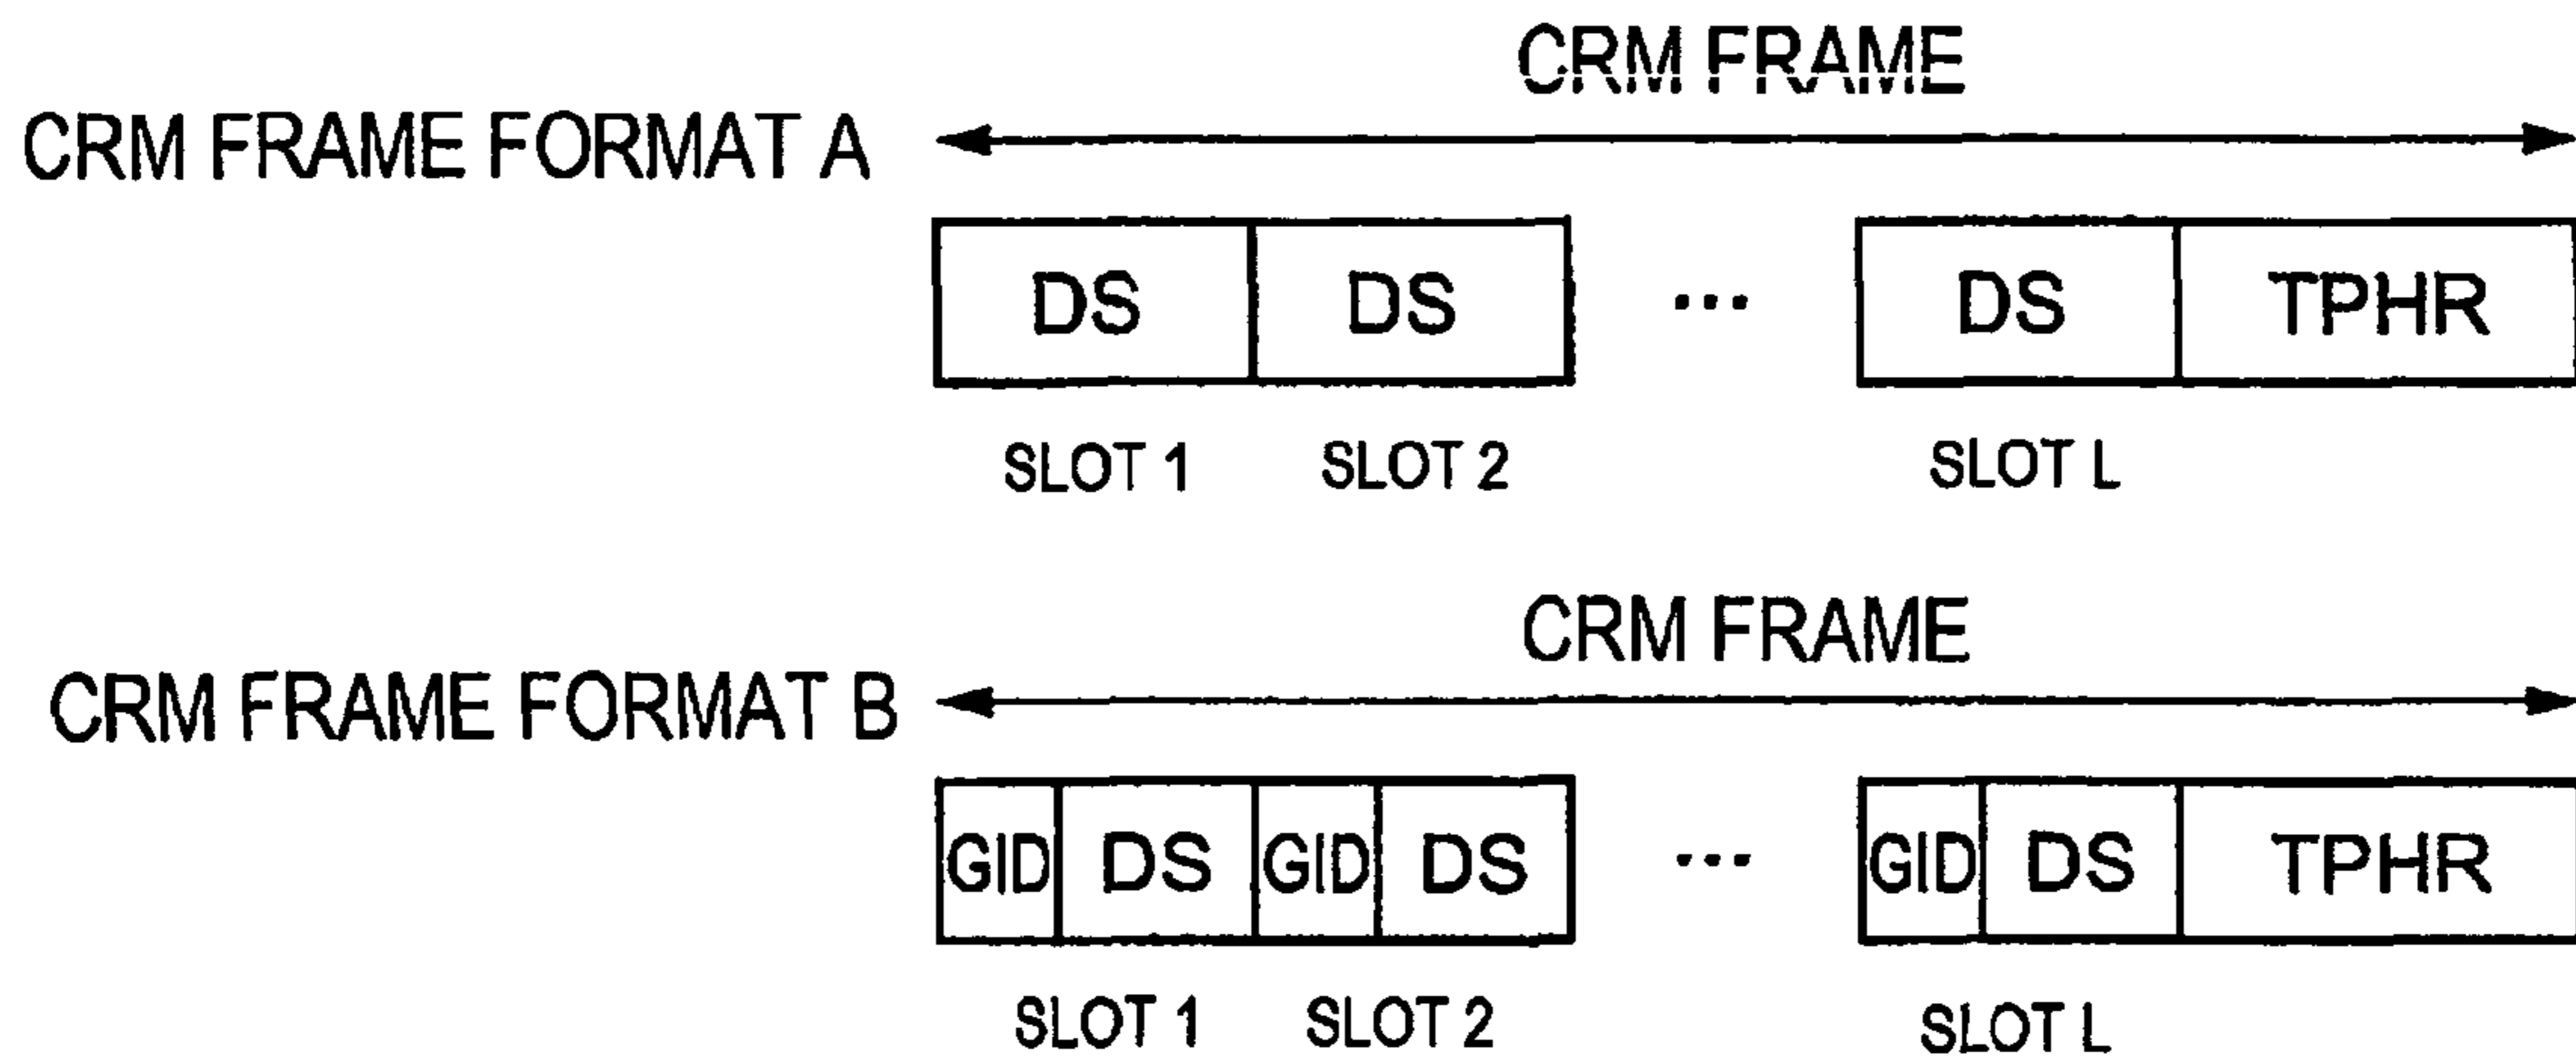 CRM FRAME
CRM FRAME FORMAT A
DS DS ... DS TPHR
SLOT 1 SLOT 2 SLOT L
CRM FRAME
CRM FRAME FORMAT B
GID DS GID DS ... GID DS TPHR
SLOT 1 SLOT 2 SLOT L